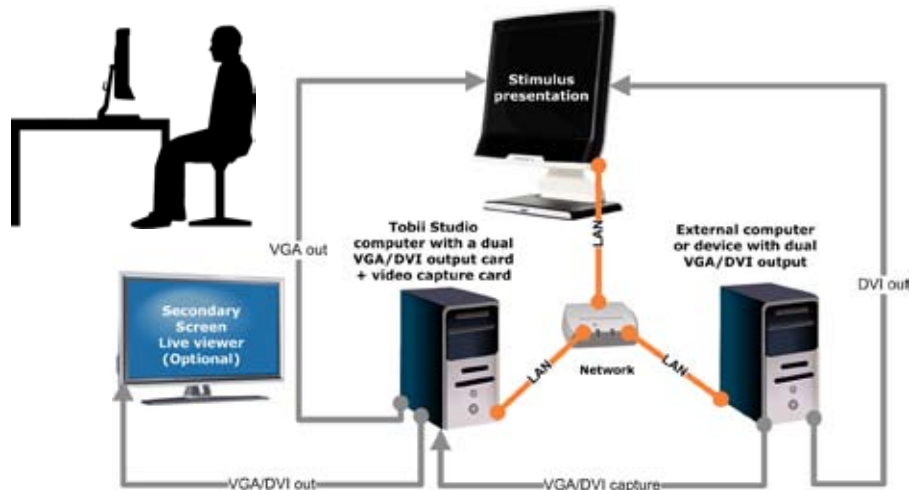 Stimulus
presentation
Tobii Studio
computer with a dual
VGA/DVI output card
+ video capture card
External computer
or device with dual
VGA/DVI output
VGA out
LAN
DVI out
Secondary
Screen
Live viewer
(Optional)
LAN
Network
LAN
VGA/DVI out
VGA/DVI capture